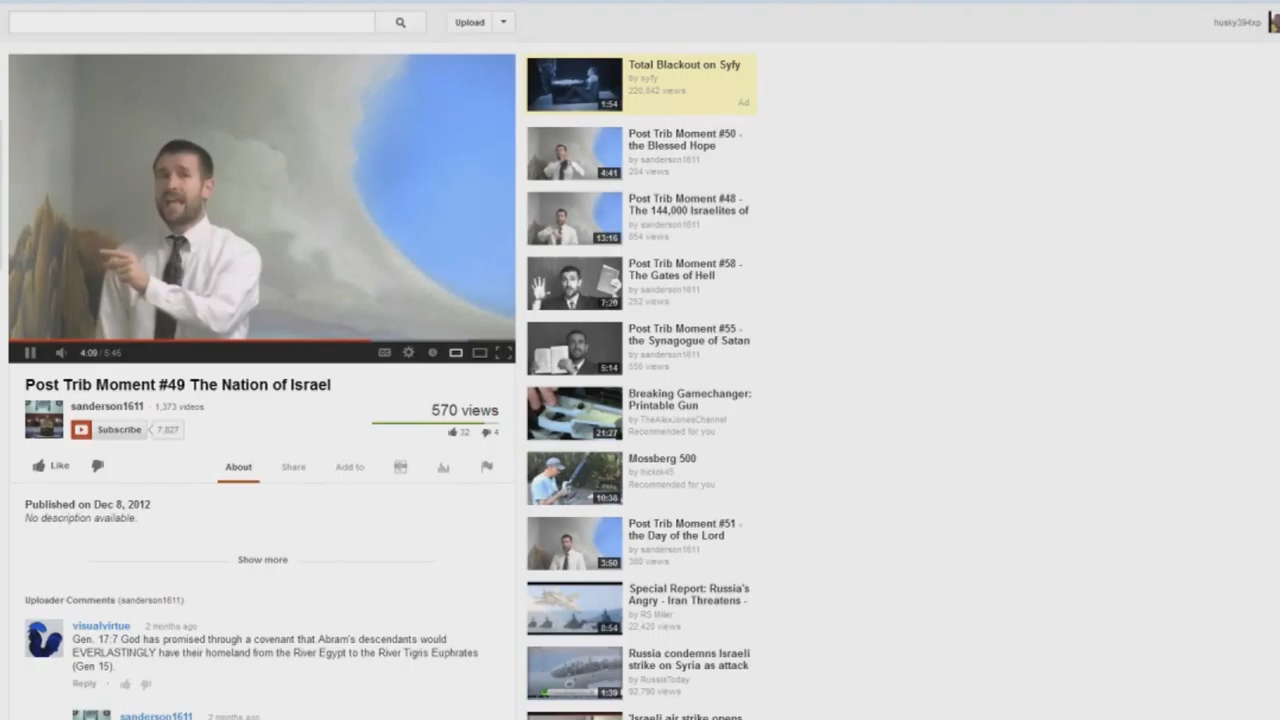 Upload
husky394xp
4:09 / 5:45
Post Trib Moment #49 The Nation of Israel
sanderson1611 · 1,373 videos
Subscribe 7,827
570 views
32 4
Like
About Share Add to
Published on Dec 8, 2012
No description available.
Show more
Uploader Comments (sanderson1611)
visualvirtue 2 months ago
Gen. 17:7 God has promised through a covenant that Abram's descendants would
EVERLASTINGLY have their homeland from the River Egypt to the River Tigris Euphrates
(Gen 15).
Reply ·
sanderson1611 2 months ago
Total Blackout on Syfy
by syfy
226,842 views
Ad
1:54
Post Trib Moment #50 -
the Blessed Hope
by sanderson1611
204 views
4:41
Post Trib Moment #48 -
The 144,000 Israelites of
by sanderson1611
854 views
13:16
Post Trib Moment #58 -
The Gates of Hell
by sanderson1611
252 views
7:20
Post Trib Moment #55 -
the Synagogue of Satan
by sanderson1611
556 views
5:14
Breaking Gamechanger:
Printable Gun
by TheAlexJonesChannel
Recommended for you
21:27
Mossberg 500
by hickok45
Recommended for you
10:38
Post Trib Moment #51 -
the Day of the Lord
by sanderson1611
380 views
3:50
Special Report: Russia's
Angry - Iran Threatens -
by RS Miller
22,420 views
8:54
Russia condemns Israeli
strike on Syria as attack
by RussiaToday
92,790 views
1:39
'Israeli air strike opens